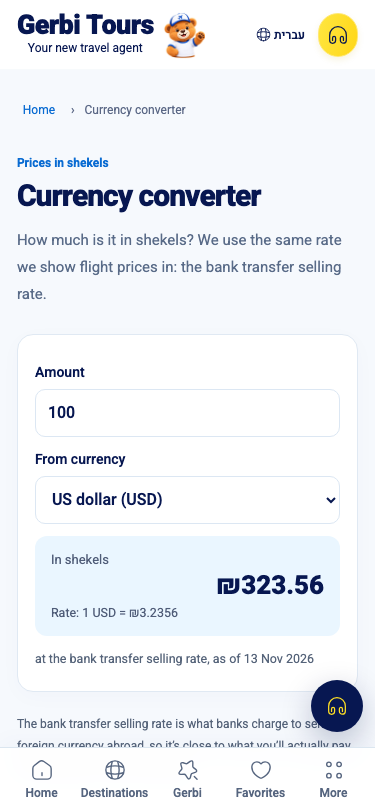 Gerbi Tours
Your new travel agent
עברית
Home › Currency converter
Prices in shekels
Currency converter
How much is it in shekels? We use the same rate
we show flight prices in: the bank transfer selling
rate.
Amount
100
From currency
US dollar (USD)
In shekels
₪323.56
Rate: 1 USD = ₪3.2356
at the bank transfer selling rate, as of 13 Nov 2026
The bank transfer selling rate is what banks charge to
foreign currency abroad, so it's close to what you'll actually pay
Home
Destinations
Gerbi
Favorites
More